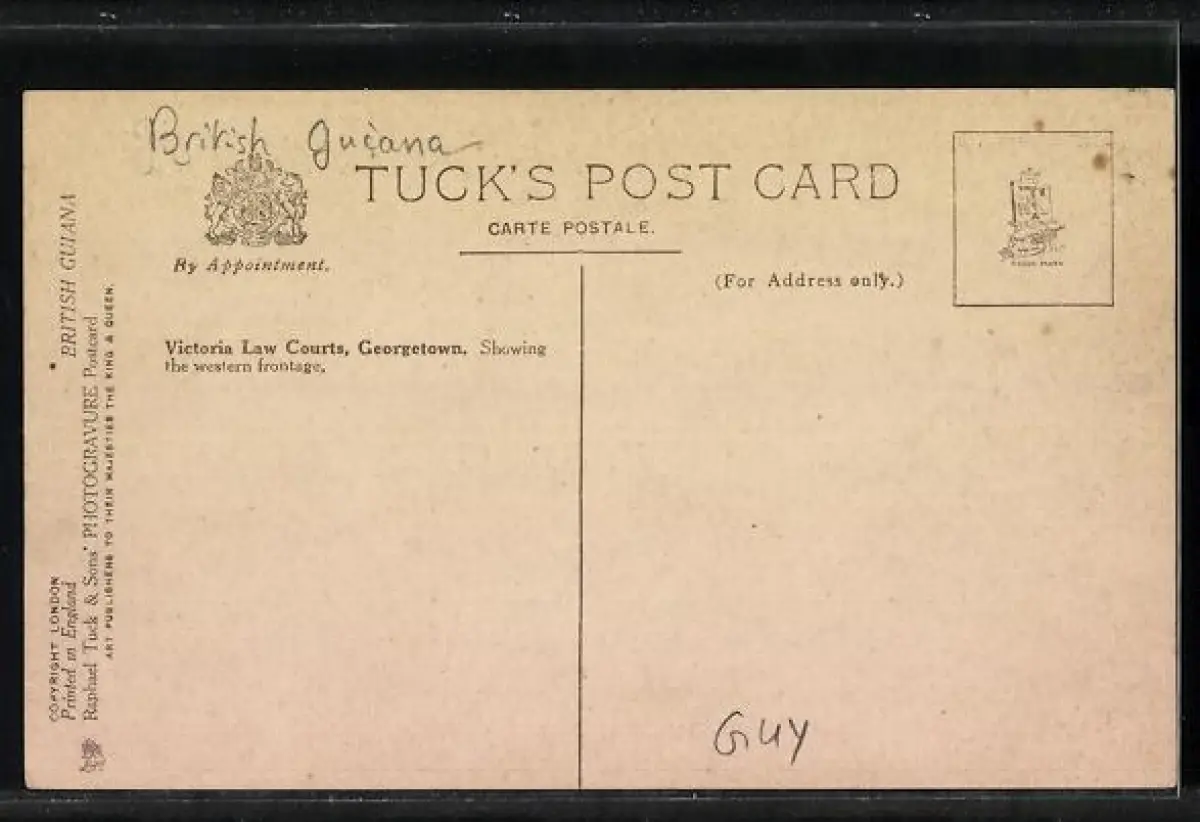 British Guiana
TUCK'S POST CARD
CARTE POSTALE.
By Appointment.
(For Address only.)
Victoria Law Courts, Georgetown. Showing
the western frontage.
BRITISH GUIANA
COPYRIGHT LONDON
Printed in England
Raphael Tuck & Sons' PHOTOGRAVURE Postcard
ART PUBLISHERS TO THEIR MAJESTIES THE KING & QUEEN.
GUY